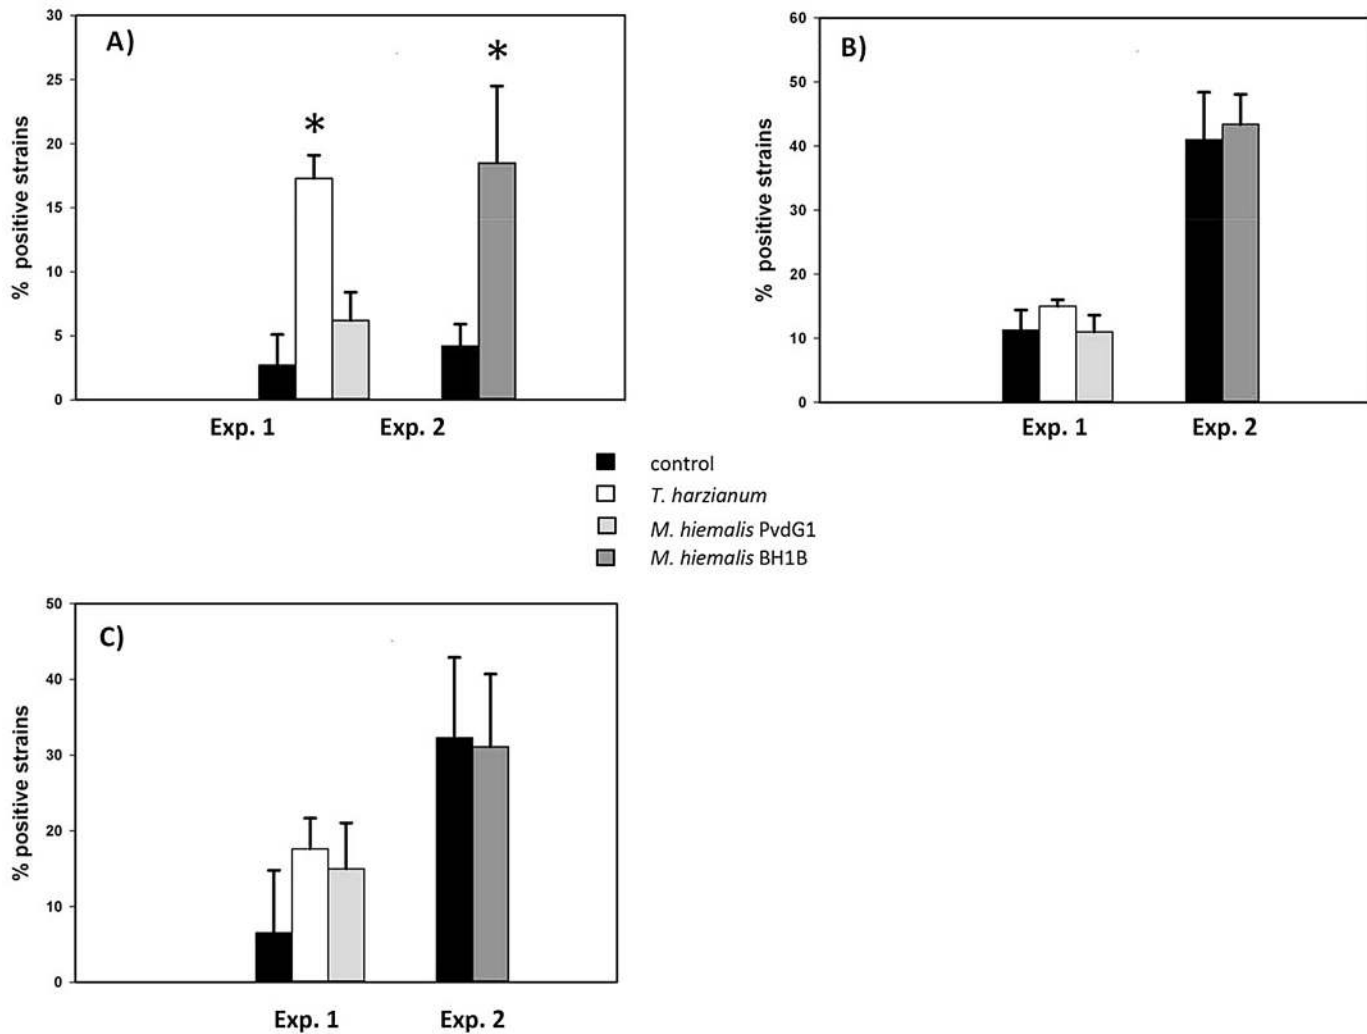 A)
% positive strains
30
25
20
15
10
5
0
*
*
Exp. 1 Exp. 2
B)
% positive strains
60
50
40
30
20
10
0
Exp. 1 Exp. 2
control
T. harzianum
M. hiemalis PvdG1
M. hiemalis BH1B
C)
% positive strains
50
40
30
20
10
0
Exp. 1 Exp. 2